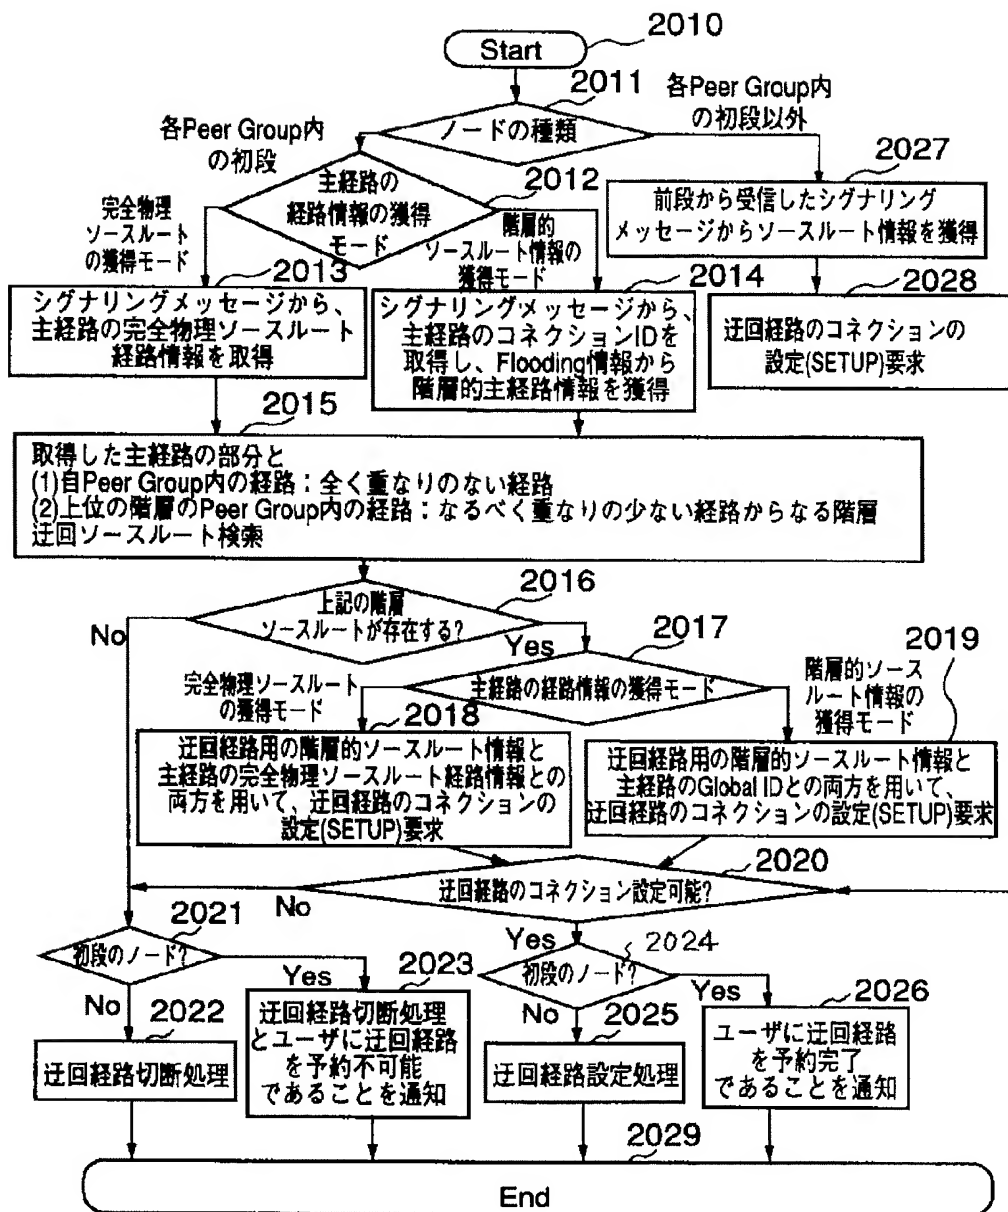 2010
Start
2011
各Peer Group内
の初段以外
ノードの種類
各Peer Group内
の初段
2027
2012
主経路の
経路情報の獲得
モード
前段から受信したシグナリング
メッセージからソースルート情報を獲得
完全物理
ソースルート
の獲得モード
階層的
ソースルート情報の
獲得モード
2013
2014
2028
シグナリングメッセージから、
主経路の完全物理ソースルート
経路情報を取得
シグナリングメッセージから、
主経路のコネクションIDを
取得し、Flooding情報から
階層的主経路情報を獲得
迂回経路のコネクションの
設定(SETUP)要求
2015
取得した主経路の部分と
(1)自Peer Group内の経路：全く重なりのない経路
(2)上位の階層のPeer Group内の経路：なるべく重なりの少ない経路からなる階層
迂回ソースルート検索
2016
上記の階層
ソースルートが存在する?
No
Yes
2017
2019
主経路の経路情報の獲得モード
完全物理ソースルート
の獲得モード
階層的ソース
ルート情報の
獲得モード
2018
迂回経路用の階層的ソースルート情報と
主経路の完全物理ソースルート経路情報との
両方を用いて、迂回経路のコネクションの
設定(SETUP)要求
迂回経路用の階層的ソースルート情報と
主経路のGlobal IDとの両方を用いて、
迂回経路のコネクションの設定(SETUP)要求
2020
迂回経路のコネクション設定可能?
No
Yes
2021
初段のノード?
2024
初段のノード?
Yes
No
2023
Yes
No
2026
2022
2025
迂回経路切断処理
迂回経路切断処理
とユーザに迂回経路
を予約不可能
であることを通知
迂回経路設定処理
ユーザに迂回経路
を予約完了
であることを通知
2029
End